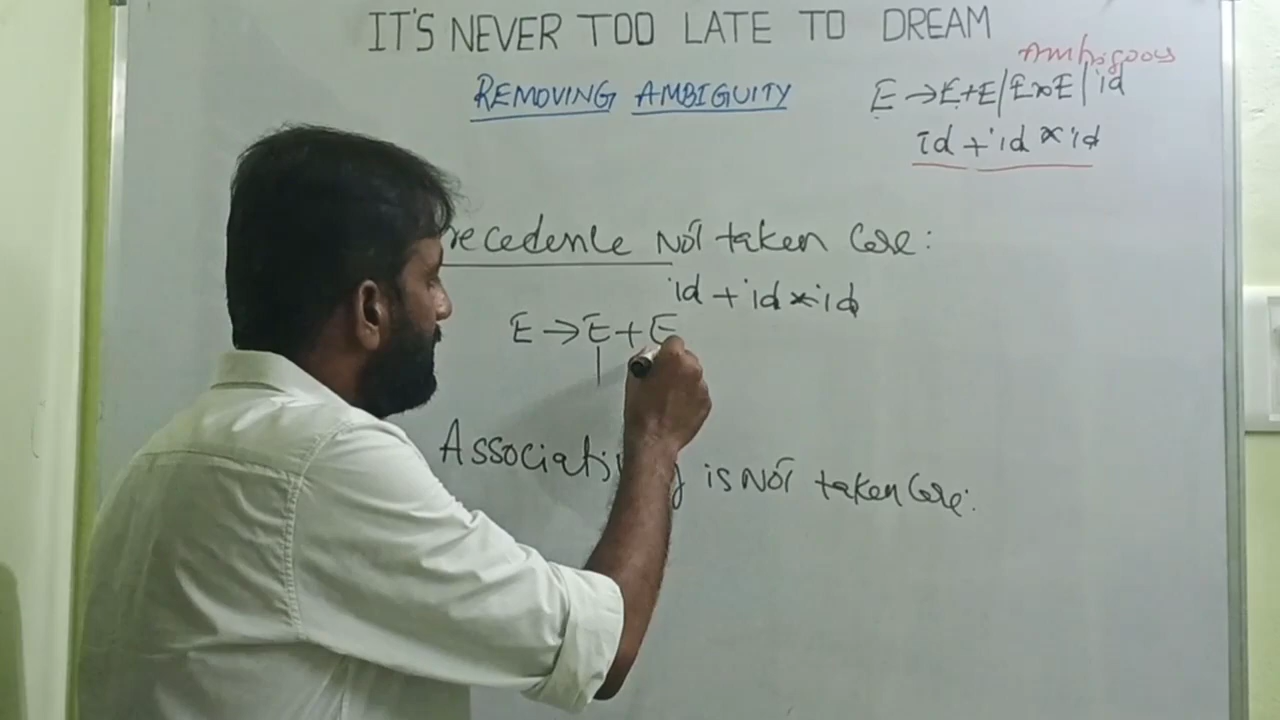 IT'S NEVER TOO LATE TO DREAM
REMOVING AMBIGUITY
Ambiguous
E → E+E | E*E | id
id + id * id
recedence Not taken Care:
id + id * id
E → E + E
is NOT taken Care: